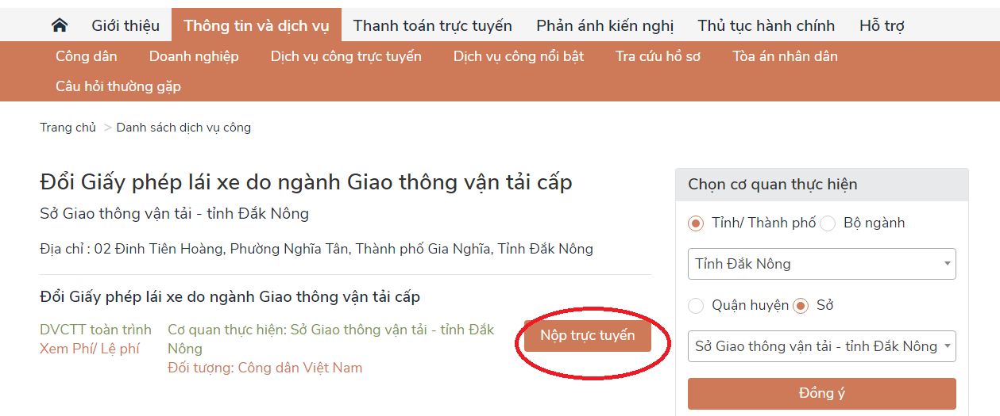 Giới thiệu Thông tin và dịch vụ Thanh toán trực tuyến Phản ánh kiến nghị Thủ tục hành chính Hỗ trợ
Công dân Doanh nghiệp Dịch vụ công trực tuyến Dịch vụ công nổi bật Tra cứu hồ sơ Tòa án nhân dân
Câu hỏi thường gặp
Trang chủ > Danh sách dịch vụ công
Đổi Giấy phép lái xe do ngành Giao thông vận tải cấp
Sở Giao thông vận tải - tỉnh Đắk Nông
Địa chỉ : 02 Đinh Tiên Hoàng, Phường Nghĩa Tân, Thành phố Gia Nghĩa, Tỉnh Đắk Nông
Đổi Giấy phép lái xe do ngành Giao thông vận tải cấp
DVCTT toàn trình
Xem Phí/ Lệ phí
Cơ quan thực hiện: Sở Giao thông vận tải - tỉnh Đắk
Nông
Đối tượng: Công dân Việt Nam
Nộp trực tuyến
Chọn cơ quan thực hiện
Tỉnh/ Thành phố Bộ ngành
Tỉnh Đắk Nông
Quận huyện Sở
Sở Giao thông vận tải - tỉnh Đắk Nông
Đồng ý